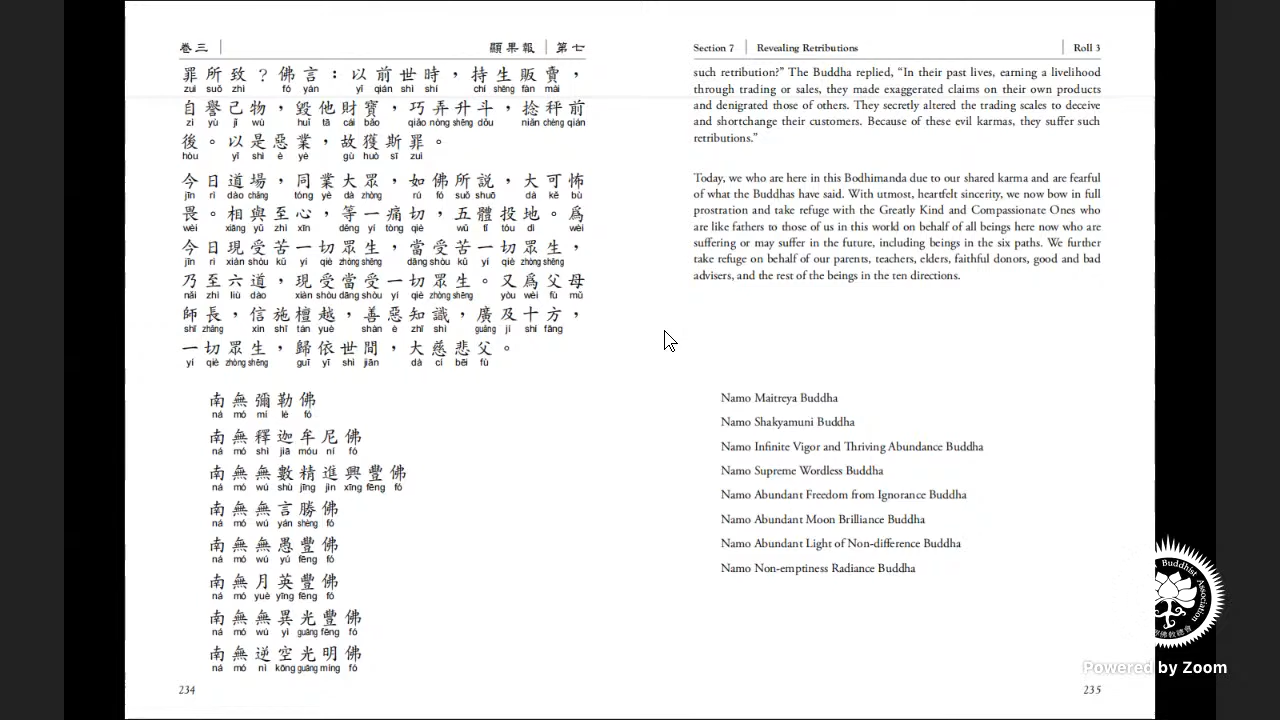 卷三 顯果報 第七
罪所致？佛言：以前世時，持生販賣，
zuì suǒ zhì fó yán yǐ qián shì shí chí shēng fàn mài
自譽己物，毀他財寶，巧弄升斗，捻秤前
zì yù jǐ wù huǐ tā cái bǎo qiǎo nòng shēng dǒu niǎn chèng qián
後。以是惡業，故獲斯罪。
hòu yǐ shì è yè gù huò sī zuì
今日道場，同業大眾，如佛所說，大可怖
jīn rì dào chǎng tóng yè dà zhòng rú fó suǒ shuō dà kě bù
畏。相與至心，等一痛切，五體投地。為
wèi xiāng yǔ zhì xīn děng yí tòng qiè wǔ tǐ tóu dì wèi
今日現受苦一切眾生，當受苦一切眾生，
jīn rì xiàn shòu kǔ yí qiè zhòng shēng dāng shòu kǔ yí qiè zhòng shēng
乃至六道，現受當受一切眾生。又為父母
nǎi zhì liù dào xiàn shòu dāng shòu yí qiè zhòng shēng yòu wèi fù mǔ
師長，信施檀越，善惡知識，廣及十方，
shī zhǎng xìn shī tán yuè shàn è zhī shì guǎng jí shí fāng
一切眾生，歸依世間，大慈悲父。
yí qiè zhòng shēng guī yī shì jiān dà cí bēi fù
南無彌勒佛
ná mó mí lè fó
南無釋迦牟尼佛
ná mó shì jiā móu ní fó
南無無數精進興豐佛
ná mó wú shù jīng jìn xīng fēng fó
南無無言勝佛
ná mó wú yán shèng fó
南無無愚豐佛
ná mó wú yú fēng fó
南無月英豐佛
ná mó yuè yīng fēng fó
南無無異光豐佛
ná mó wú yì guāng fēng fó
南無逆空光明佛
ná mó nì kōng guāng míng fó
234
Section 7 Revealing Retributions Roll 3
such retribution?” The Buddha replied, “In their past lives, earning a livelihood
through trading or sales, they made exaggerated claims on their own products
and denigrated those of others. They secretly altered the trading scales to deceive
and shortchange their customers. Because of these evil karmas, they suffer such
retributions.”
Today, we who are here in this Bodhimanda due to our shared karma and are fearful
of what the Buddhas have said. With utmost, heartfelt sincerity, we now bow in full
prostration and take refuge with the Greatly Kind and Compassionate Ones who
are like fathers to those of us in this world on behalf of all beings here now who are
suffering or may suffer in the future, including beings in the six paths. We further
take refuge on behalf of our parents, teachers, elders, faithful donors, good and bad
advisers, and the rest of the beings in the ten directions.
Namo Maitreya Buddha
Namo Shakyamuni Buddha
Namo Infinite Vigor and Thriving Abundance Buddha
Namo Supreme Wordless Buddha
Namo Abundant Freedom from Ignorance Buddha
Namo Abundant Moon Brilliance Buddha
Namo Abundant Light of Non-difference Buddha
Namo Non-emptiness Radiance Buddha
235
Buddhist Association
佛教總會
Powered by Zoom